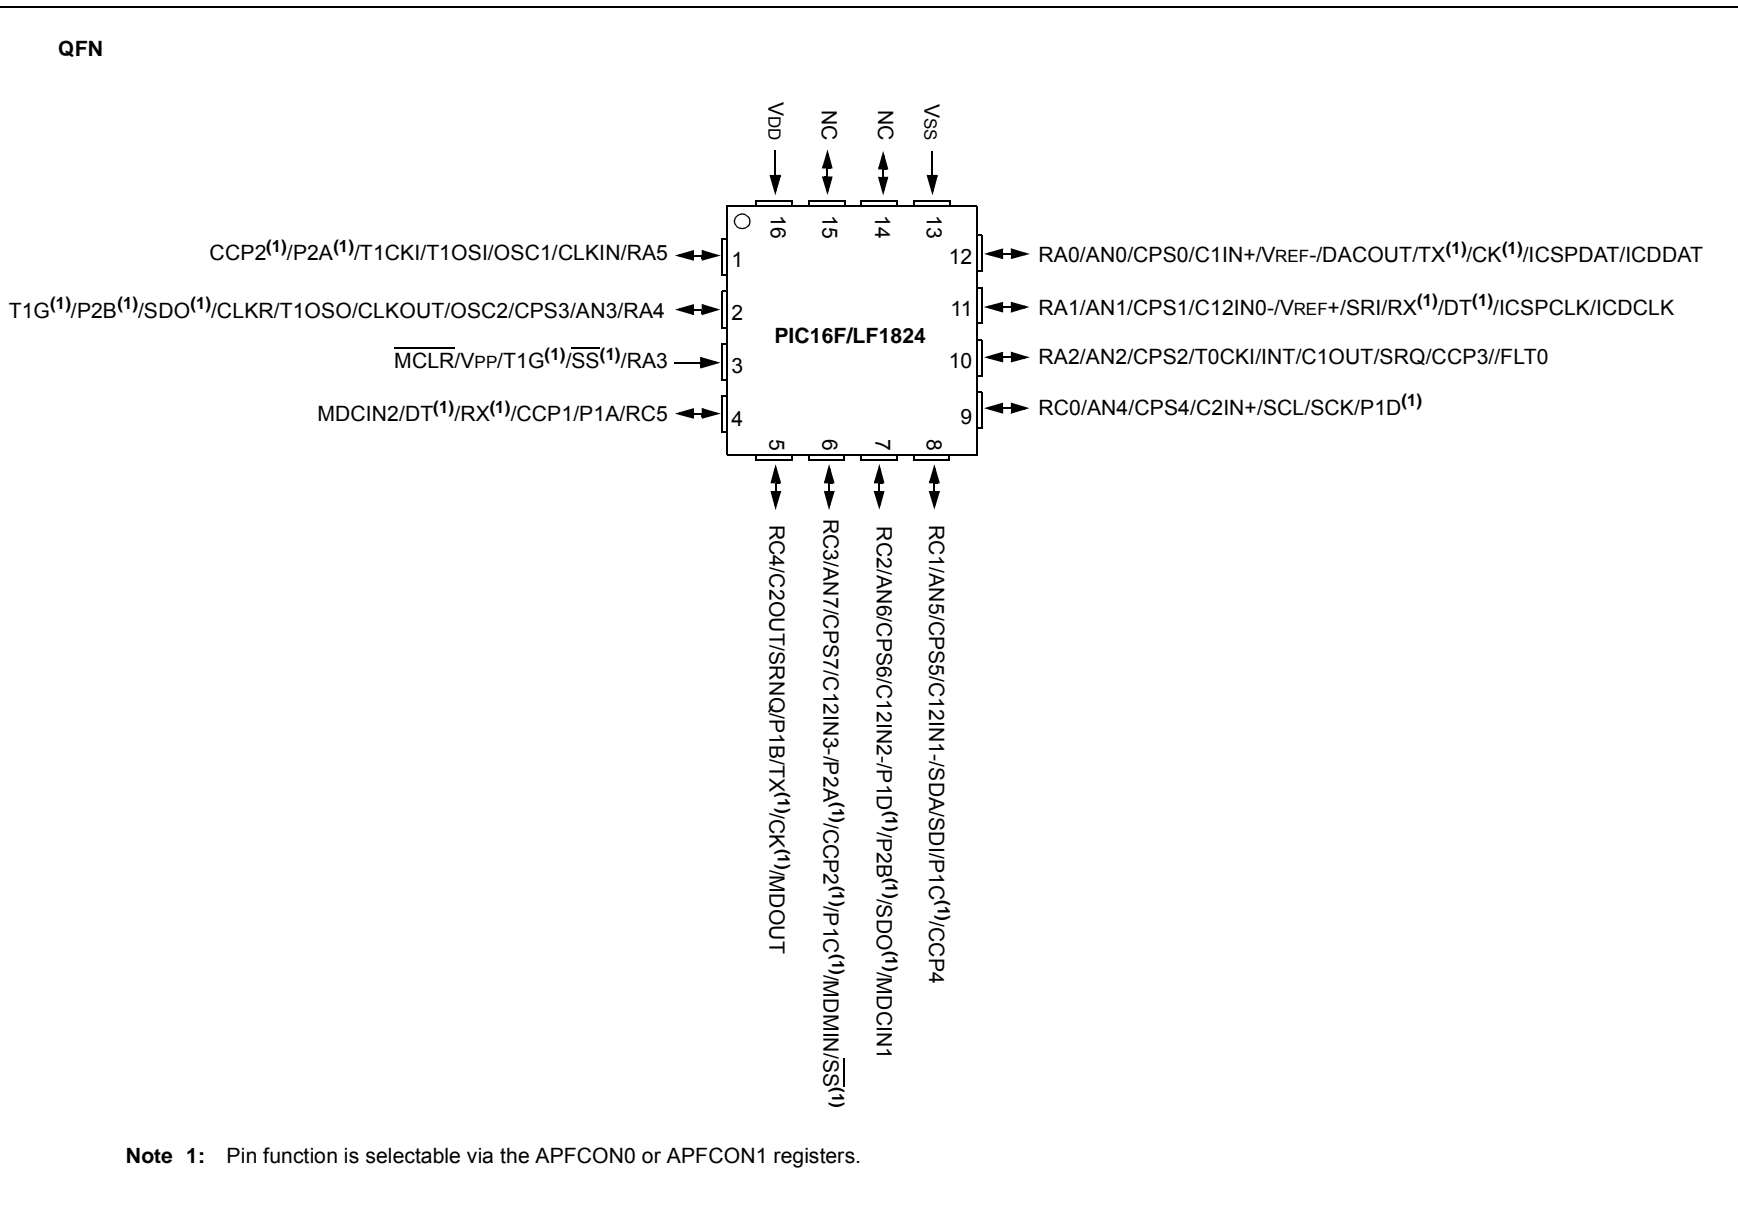 QFN
VDD
NC
NC
VSS
16
15
14
13
CCP2(1)/P2A(1)/T1CKI/T1OSI/OSC1/CLKIN/RA5
1
12
RA0/AN0/CPS0/C1IN+/VREF-/DACOUT/TX(1)/CK(1)/ICSPDAT/ICDDAT
T1G(1)/P2B(1)/SDO(1)/CLKR/T1OSO/CLKOUT/OSC2/CPS3/AN3/RA4
2
11
RA1/AN1/CPS1/C12IN0-/VREF+/SRI/RX(1)/DT(1)/ICSPCLK/ICDCLK
PIC16F/LF1824
MCLR/VPP/T1G(1)/SS(1)/RA3
3
10
RA2/AN2/CPS2/T0CKI/INT/C1OUT/SRQ/CCP3//FLT0
MDCIN2/DT(1)/RX(1)/CCP1/P1A/RC5
4
9
RC0/AN4/CPS4/C2IN+/SCL/SCK/P1D(1)
5
6
7
8
RC4/C2OUT/SRNQ/P1B/TX(1)/CK(1)/MDOUT
RC3/AN7/CPS7/C12IN3-/P2A(1)/CCP2(1)/P1C(1)/MDMIN/SS(1)
RC2/AN6/CPS6/C12IN2-/P1D(1)/P2B(1)/SDO(1)/MDCIN1
RC1/AN5/CPS5/C12IN1-/SDA/SDI/P1C(1)/CCP4
Note 1: Pin function is selectable via the APFCON0 or APFCON1 registers.